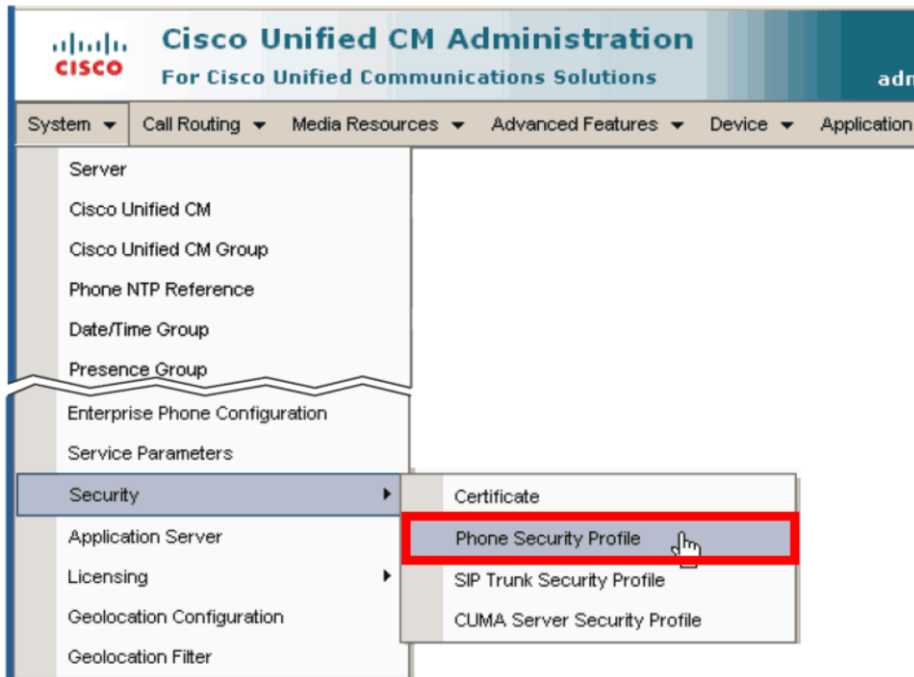 Cisco Unified CM Administration
CISCO
For Cisco Unified Communications Solutions
adm
System Call Routing Media Resources Advanced Features Device Application
Server
Cisco Unified CM
Cisco Unified CM Group
Phone NTP Reference
Date/Time Group
Presence Group
Enterprise Phone Configuration
Service Parameters
Security
Certificate
Application Server
Phone Security Profile
Licensing
SIP Trunk Security Profile
Geolocation Configuration
CUMA Server Security Profile
Geolocation Filter